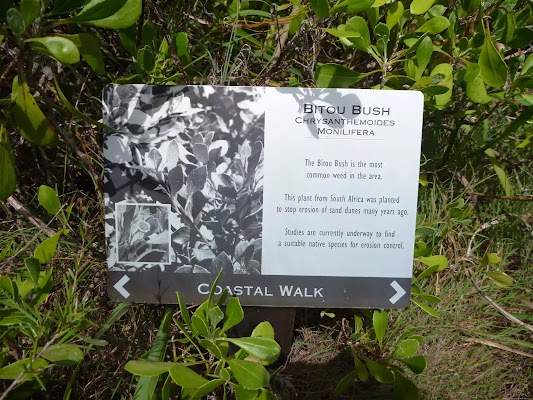 BITOU BUSH
CHRYSANTHEMOIDES
MONILIFERA
The Bitou Bush is the most
common weed in the area.
This plant from South Africa was planted
to stop erosion of sand dunes many years ago.
Studies are currently underway to find
a suitable native species for erosion control.
COASTAL WALK